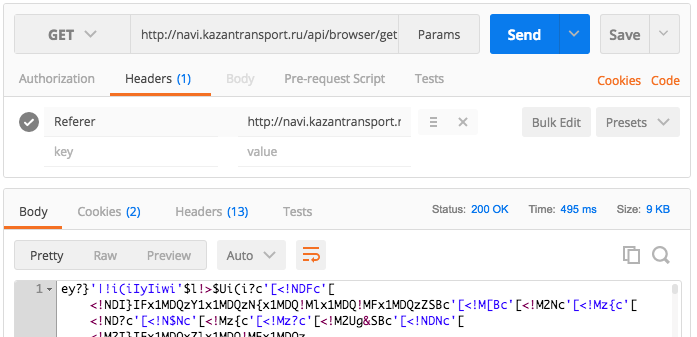 GET http://navi.kazantransport.ru/api/browser/get Params Send Save
Authorization Headers (1) Body Pre-request Script Tests Cookies Code
Referer http://navi.kazantransport.r Bulk Edit Presets
key value
Body Cookies (2) Headers (13) Tests Status: 200 OK Time: 495 ms Size: 9 KB
Pretty Raw Preview Auto
1 ey?}'|!i(iIyIiwi'$l!>$Ui(i?c'[<!NDFc'[
<!NDI}IFx1MDQzY1x1MDQzN{x1MDQ!Mlx1MDQ!MFx1MDQzZSBc'[<!M[Bc'[<!M2Nc'[<!Mz{c'[
<!ND?c'[<!N$Nc'[<!Mz{c'[<!Mz?c'[<!M2Ug&SBc'[<!NDNc'[